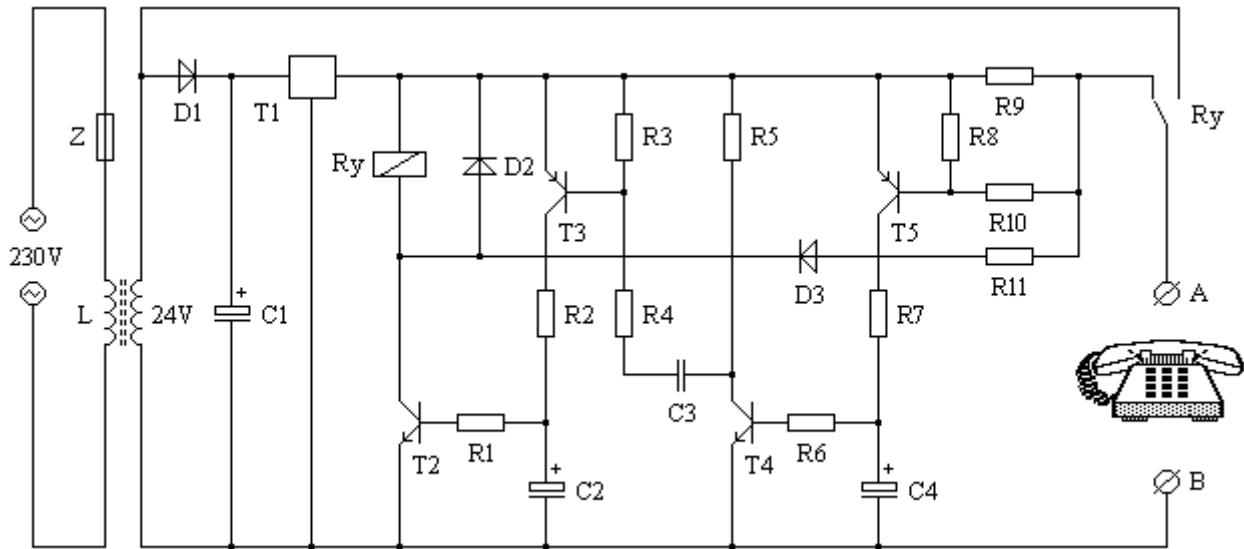 D1
T1
R9
Z
R3
R5
R8
Ry
Ry
D2
T3
T5
R10
230V
D3
R11
A
L
24V
C1
R2
R4
R7
+
C3
T2
R1
T4
R6
+
C2
+
C4
B